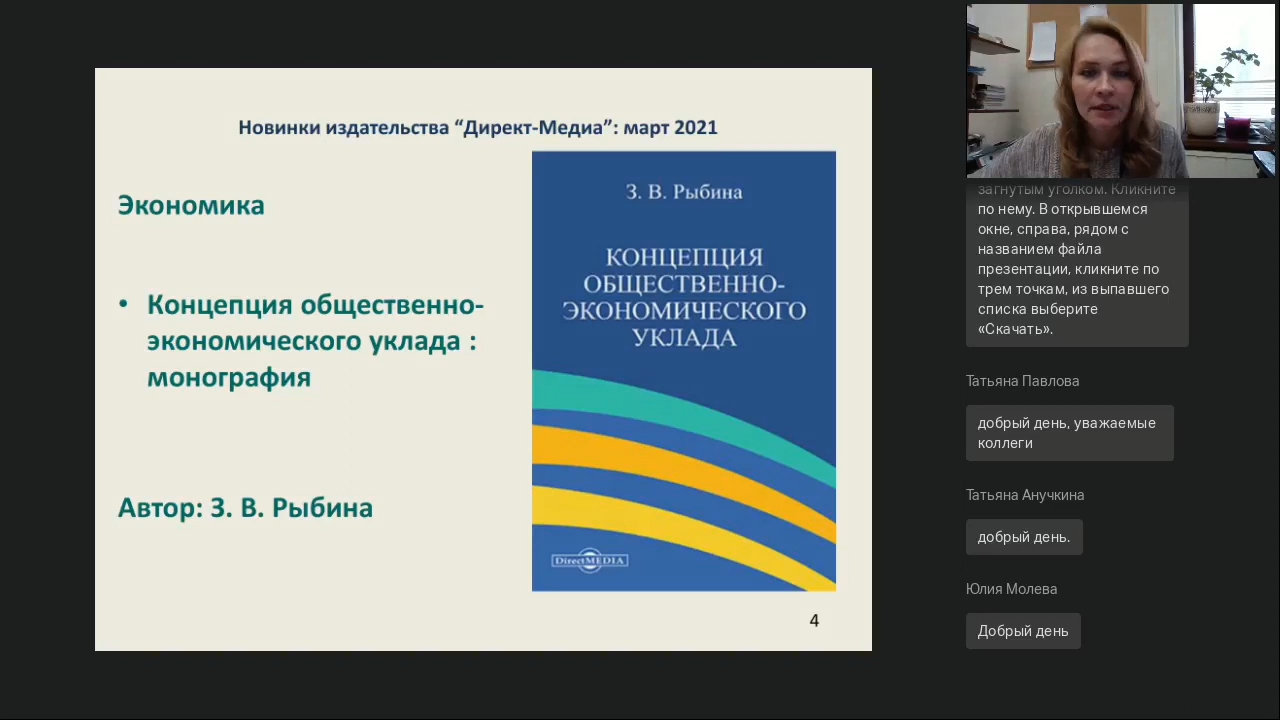 Новинки издательства “Директ-Медиа”: март 2021
Экономика
• Концепция общественно-
экономического уклада :
монография
Автор: З. В. Рыбина
З. В. Рыбина
КОНЦЕПЦИЯ
ОБЩЕСТВЕННО-
ЭКОНОМИЧЕСКОГО
УКЛАДА
DirectMEDIA
4
загнутым уголком. Кликните
по нему. В открывшемся
окне, справа, рядом с
названием файла
презентации, кликните по
трем точкам, из выпавшего
списка выберите
«Скачать».
Татьяна Павлова
добрый день, уважаемые
коллеги
Татьяна Анучкина
добрый день.
Юлия Молева
Добрый день